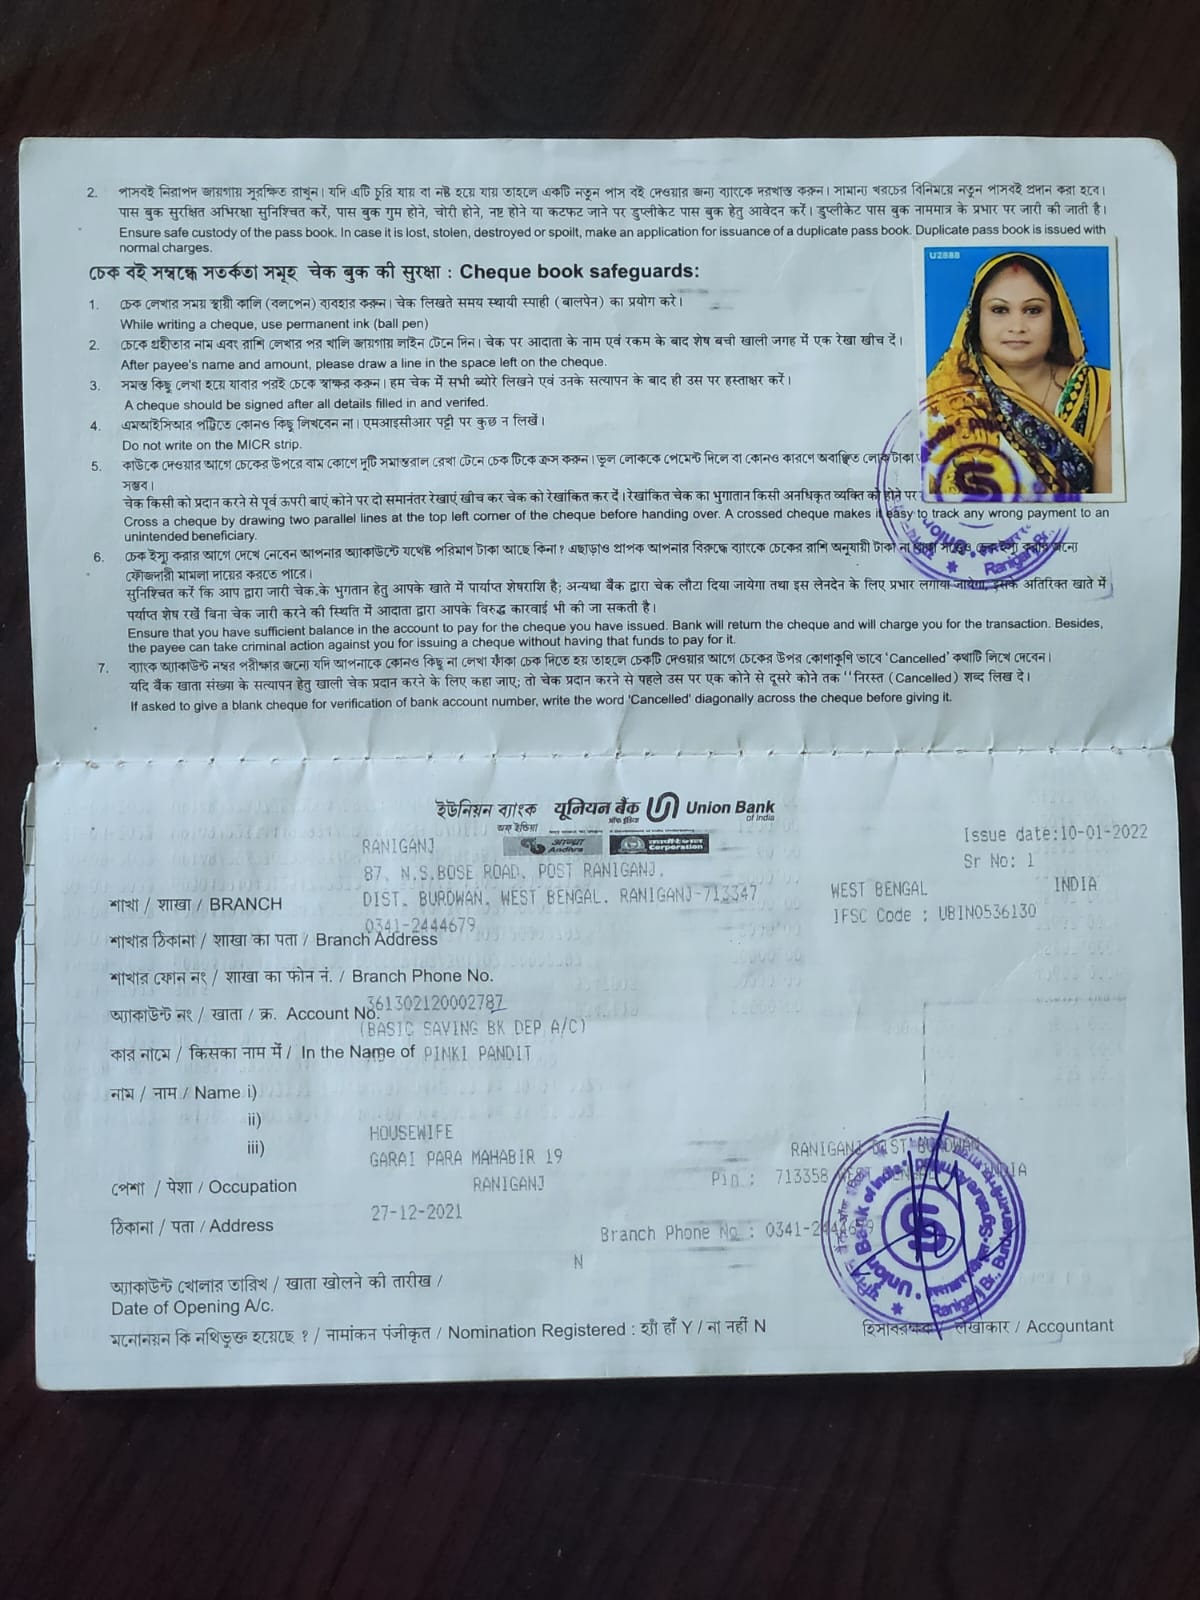 2. পাসবই নিরাপদ জায়গায় সুরক্ষিত রাখুন। যদি এটি চুরি যায় বা নষ্ট হয়ে যায় তাহলে একটি নতুন পাস বই দেওয়ার জন্য ব্যাংকে দরখাস্ত করুন। সামান্য খরচের বিনিময়ে নতুন পাসবই প্রদান করা হবে।
पास बुक सुरक्षित अभिरक्षा सुनिश्चित करें, पास बुक गुम होने, चोरी होने, नष्ट होने या कटफट जाने पर डुप्लीकेट पास बुक हेतु आवेदन करें। डुप्लीकेट पास बुक नाममात्र के प्रभार पर जारी की जाती है।
Ensure safe custody of the pass book. In case it is lost, stolen, destroyed or spoilt, make an application for issuance of a duplicate pass book. Duplicate pass book is issued with
normal charges.
চেক বই সম্বন্ধে সতর্কতা সমূহ चेक बुक की सुरक्षा : Cheque book safeguards:
U2888
1. চেক লেখার সময় স্থায়ী কালি (বলপেন) ব্যবহার করুন। चेक लिखते समय स्थायी स्याही (बालपेन) का प्रयोग करे।
While writing a cheque, use permanent ink (ball pen)
2. চেকে গ্রহীতার নাম এবং রাশি লেখার পর খালি জায়গায় লাইন টেনে দিন। चेक पर आदाता के नाम एवं रकम के बाद शेष बची खाली जगह में एक रेखा खीच दें।
After payee's name and amount, please draw a line in the space left on the cheque.
3. সমস্ত কিছু লেখা হয়ে যাবার পরই চেকে স্বাক্ষর করুন। हम चेक में सभी ब्योरे लिखने एवं उनके सत्यापन के बाद ही उस पर हस्ताक्षर करें।
A cheque should be signed after all details filled in and verifed.
4. এমআইসিআর পট্টিতে কোনও কিছু লিখবেন না। एमआइसीआर पट्टी पर कुछ न लिखें।
Do not write on the MICR strip.
5. কাউকে দেওয়ার আগে চেকের উপরে বাম কোণে দুটি সমান্তরাল রেখা টেনে চেক টিকে ক্রস করুন। ভুল লোককে পেমেন্ট দিলে বা কোনও কারণে অবাঞ্ছিত লোক টাকা
সম্ভব।
चेक किसी को प्रदान करने से पूर्व ऊपरी बाएं कोने पर दो समानंतर रेखाएं खीच कर चेक को रेखांकित कर दें। रेखांकित चेक का भुगातान किसी अनधिकृत व्यक्ति को होने पर
Cross a cheque by drawing two parallel lines at the top left corner of the cheque before handing over. A crossed cheque makes it easy to track any wrong payment to an
unintended beneficiary.
6. চেক ইস্যু করার আগে দেখে নেবেন আপনার অ্যাকাউন্টে যথেষ্ট পরিমাণ টাকা আছে কিনা? এছাড়াও প্রাপক আপনার বিরুদ্ধে ব্যাংকে চেকের রাশি অনুযায়ী টাকা না থাকা সত্ত্বেও চেক ইস্যু করার জন্যে
ফৌজদারী মামলা দায়ের করতে পারে।
सुनिश्चित करें कि आप द्वारा जारी चेक.के भुगतान हेतु आपके खाते में पार्याप्त शेषराशि है; अन्यथा बैंक द्वारा चेक लौटा दिया जायेगा तथा इस लेनदेन के लिए प्रभार लगाया जायेगा, इसके अतिरिक्त खाते में
पर्याप्त शेष रखें बिना चेक जारी करने की स्थिति में आदाता द्वारा आपके विरुद्ध कारवाई भी की जा सकती है।
Ensure that you have sufficient balance in the account to pay for the cheque you have issued. Bank will return the cheque and will charge you for the transaction. Besides,
the payee can take criminal action against you for issuing a cheque without having that funds to pay for it.
7. ব্যাংক অ্যাকাউন্ট নম্বর পরীক্ষার জন্যে যদি আপনাকে কোনও কিছু না লেখা ফাঁকা চেক দিতে হয় তাহলে চেকটি দেওয়ার আগে চেকের উপর কোণাকুণি ভাবে 'Cancelled' কথাটি লিখে দেবেন।
यदि बैंक खाता संख्या के सत्यापन हेतु खाली चेक प्रदान करने के लिए कहा जाए; तो चेक प्रदान करने से पहले उस पर एक कोने से दूसरे कोने तक "निरस्त (Cancelled) शब्द लिख दे।
If asked to give a blank cheque for verification of bank account number, write the word 'Cancelled' diagonally across the cheque before giving it.
ইউনিয়ন ব্যাংক অফ ইন্ডিয়া यूनियन बैंक ऑफ इंडिया Union Bank of India
आन्ध्रा Andhra कार्पोरेशन Corporation
Issue date:10-01-2022
RANIGANJ
Sr No: 1
87, N.S.BOSE ROAD, POST RANIGANJ,
WEST BENGAL INDIA
শাখা / शाखा / BRANCH DIST. BURDWAN, WEST BENGAL. RANIGANJ-713347
IFSC Code : UBIN0536130
0341-2444679
শাখার ঠিকানা / शाखा का पता / Branch Address
শাখার ফোন নং / शाखा का फोन नं. / Branch Phone No.
অ্যাকাউন্ট নং / खाता / क्र. Account No. 361302120002787
(BASIC SAVING BK DEP A/C)
কার নামে / किसका नाम में / In the Name of PINKI PANDIT
নাম / नाम / Name i)
ii)
iii)
HOUSEWIFE
GARAI PARA MAHABIR 19 RANIGANJ DIST BURDWAN
পেশা / पेशा / Occupation RANIGANJ Pin : 713358 WEST BENGAL INDIA
ঠিকানা / पता / Address 27-12-2021
Branch Phone No : 0341-2444679
N
অ্যাকাউন্ট খোলার তারিখ / खाता खोलने की तारीख /
Date of Opening A/c.
মনোনয়ন কি নথিভুক্ত হয়েছে ? / नामांकन पंजीकृत / Nomination Registered : হ্যাঁ हाँ Y / না नहीं N
হিসাবরক্ষক / लेखाकार / Accountant
Union Bank of India
Raniganj Br., Burdwan